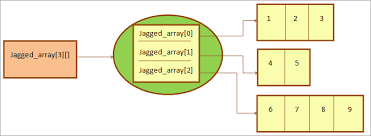 Jagged_array[3][]
Jagged_array[0]
Jagged_array[1]
Jagged_array[2]
1 2 3
4 5
6 7 8 9